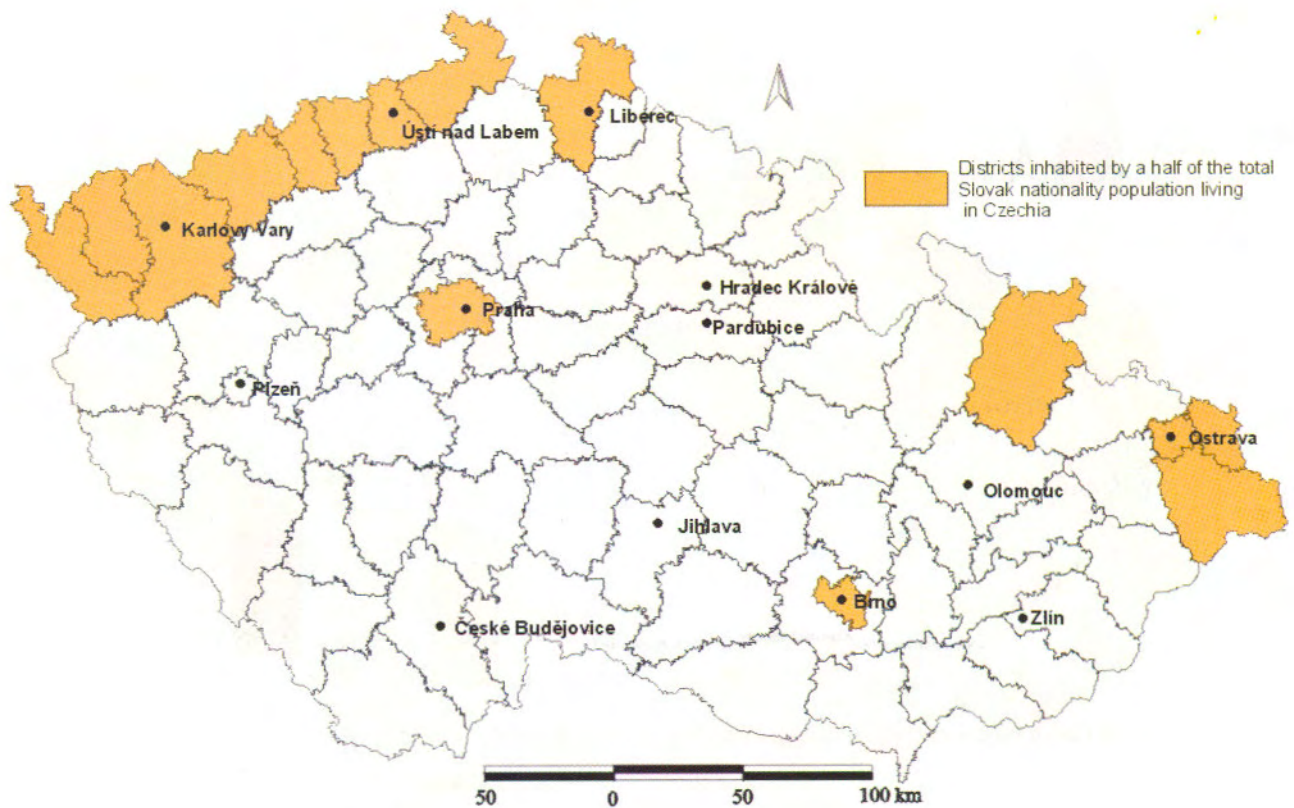 Ústí nad Labem
Liberec
Districts inhabited by a half of the total
Slovak nationality population living
in Czechia
Karlovy Vary
Hradec Králové
Praha
Pardubice
Plzeň
Ostrava
Olomouc
Jihlava
Brno
Zlín
České Budějovice
50 0 50 100 km